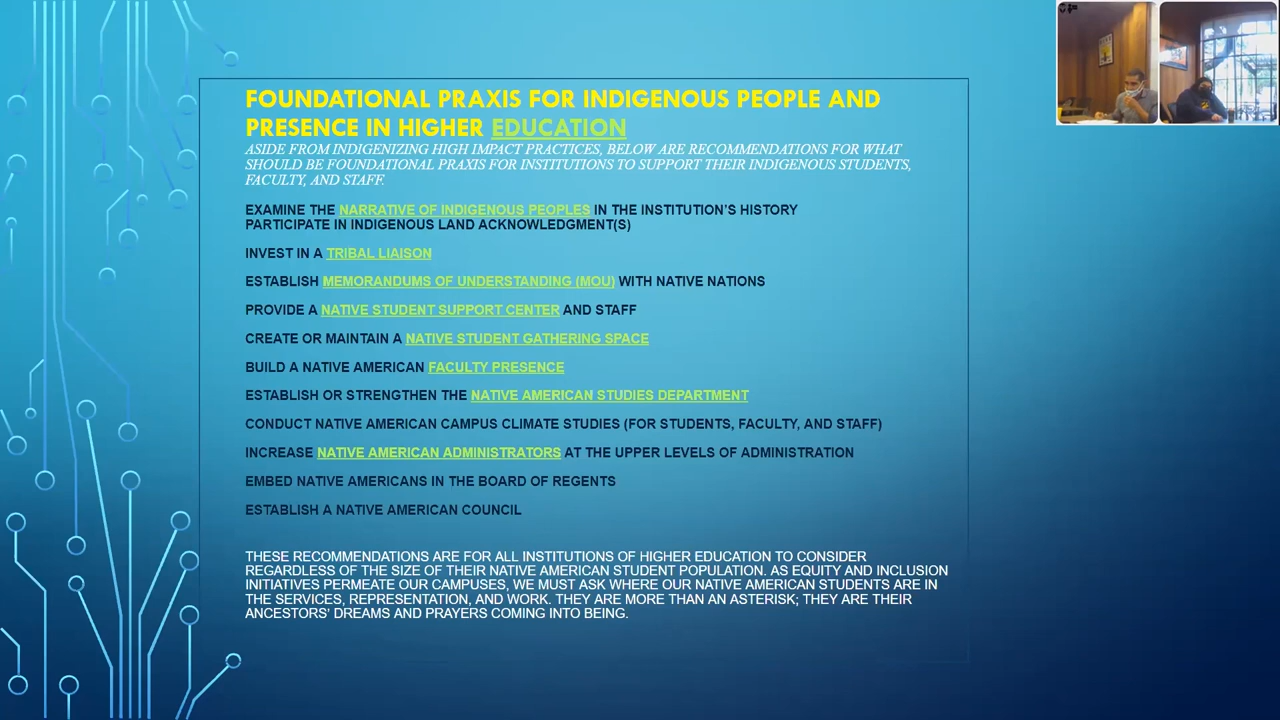 FOUNDATIONAL PRAXIS FOR INDIGENOUS PEOPLE AND
PRESENCE IN HIGHER EDUCATION
ASIDE FROM INDIGENIZING HIGH IMPACT PRACTICES, BELOW ARE RECOMMENDATIONS FOR WHAT
SHOULD BE FOUNDATIONAL PRAXIS FOR INSTITUTIONS TO SUPPORT THEIR INDIGENOUS STUDENTS,
FACULTY, AND STAFF.
EXAMINE THE NARRATIVE OF INDIGENOUS PEOPLES IN THE INSTITUTION'S HISTORY
PARTICIPATE IN INDIGENOUS LAND ACKNOWLEDGMENT(S)
INVEST IN A TRIBAL LIAISON
ESTABLISH MEMORANDUMS OF UNDERSTANDING (MOU) WITH NATIVE NATIONS
PROVIDE A NATIVE STUDENT SUPPORT CENTER AND STAFF
CREATE OR MAINTAIN A NATIVE STUDENT GATHERING SPACE
BUILD A NATIVE AMERICAN FACULTY PRESENCE
ESTABLISH OR STRENGTHEN THE NATIVE AMERICAN STUDIES DEPARTMENT
CONDUCT NATIVE AMERICAN CAMPUS CLIMATE STUDIES (FOR STUDENTS, FACULTY, AND STAFF)
INCREASE NATIVE AMERICAN ADMINISTRATORS AT THE UPPER LEVELS OF ADMINISTRATION
EMBED NATIVE AMERICANS IN THE BOARD OF REGENTS
ESTABLISH A NATIVE AMERICAN COUNCIL
THESE RECOMMENDATIONS ARE FOR ALL INSTITUTIONS OF HIGHER EDUCATION TO CONSIDER
REGARDLESS OF THE SIZE OF THEIR NATIVE AMERICAN STUDENT POPULATION. AS EQUITY AND INCLUSION
INITIATIVES PERMEATE OUR CAMPUSES, WE MUST ASK WHERE OUR NATIVE AMERICAN STUDENTS ARE IN
THE SERVICES, REPRESENTATION, AND WORK. THEY ARE MORE THAN AN ASTERISK; THEY ARE THEIR
ANCESTORS' DREAMS AND PRAYERS COMING INTO BEING.